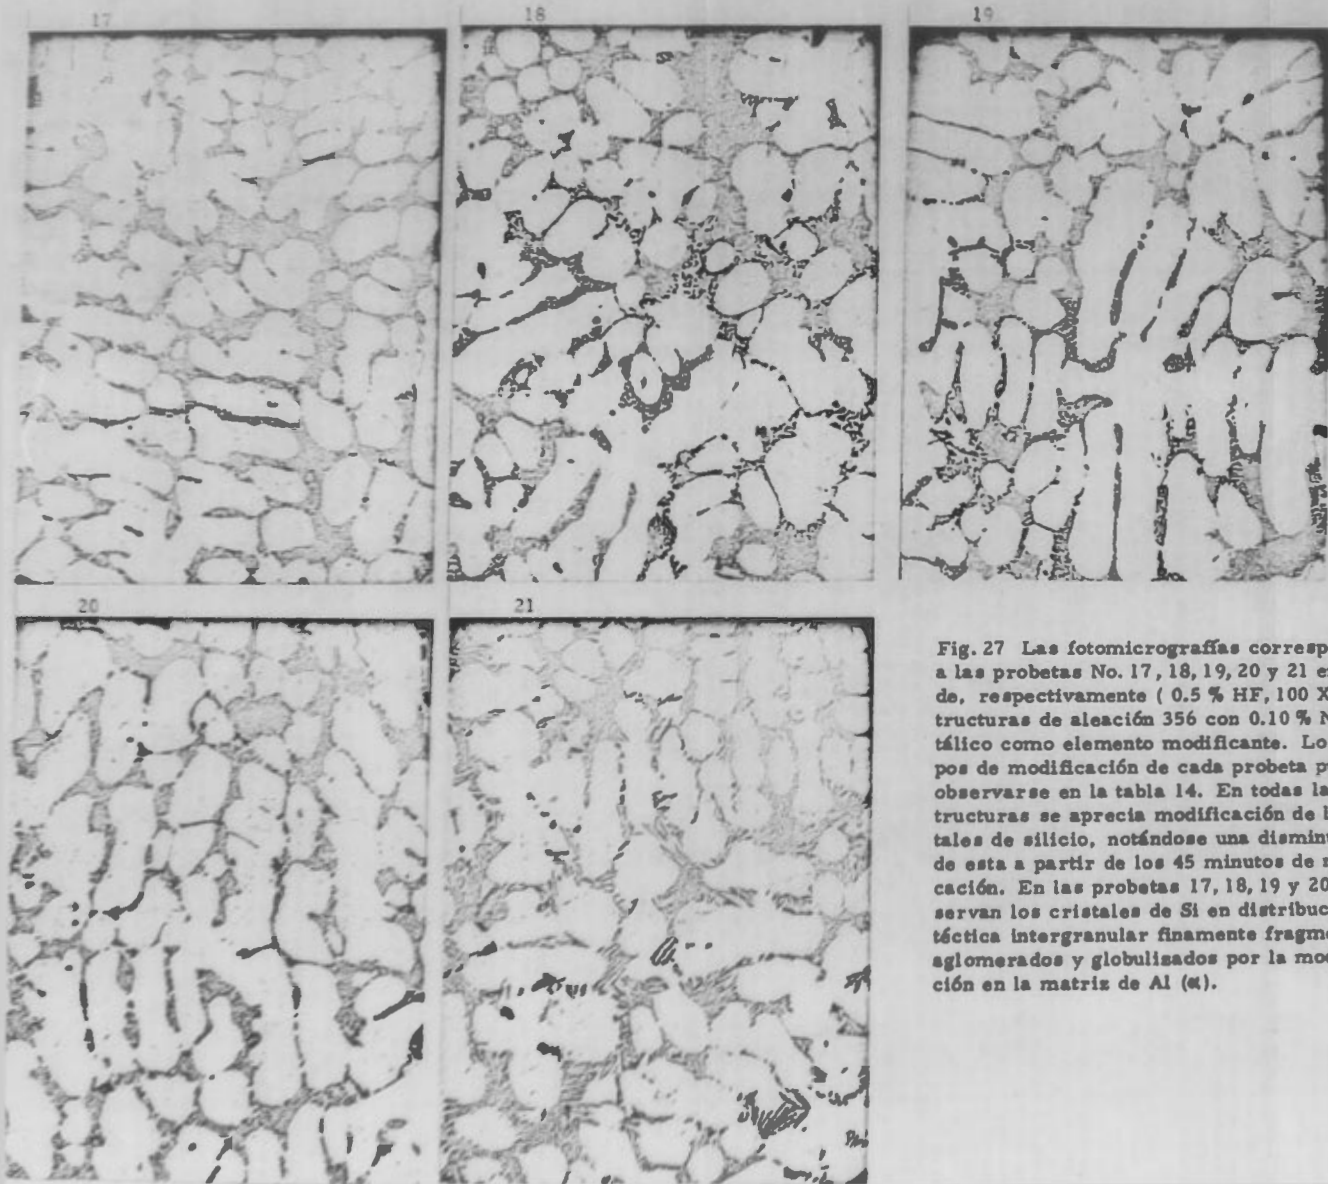 17
18
19
20
21
Fig. 27 Las fotomicrografías corresp
a las probetas No. 17, 18, 19, 20 y 21 e
de, respectivamente ( 0.5 % HF, 100 X
tructuras de aleación 356 con 0.10 % N
tálico como elemento modificante. Lo
pos de modificación de cada probeta p
observarse en la tabla 14. En todas la
tructuras se aprecia modificación de l
tales de silicio, notándose una disminu
de esta a partir de los 45 minutos de
cación. En las probetas 17, 18, 19 y 20
servan los cristales de Si en distribuc
téctica intergranular finamente fragme
aglomerados y globulizados por la mo
ción en la matriz de Al (α).